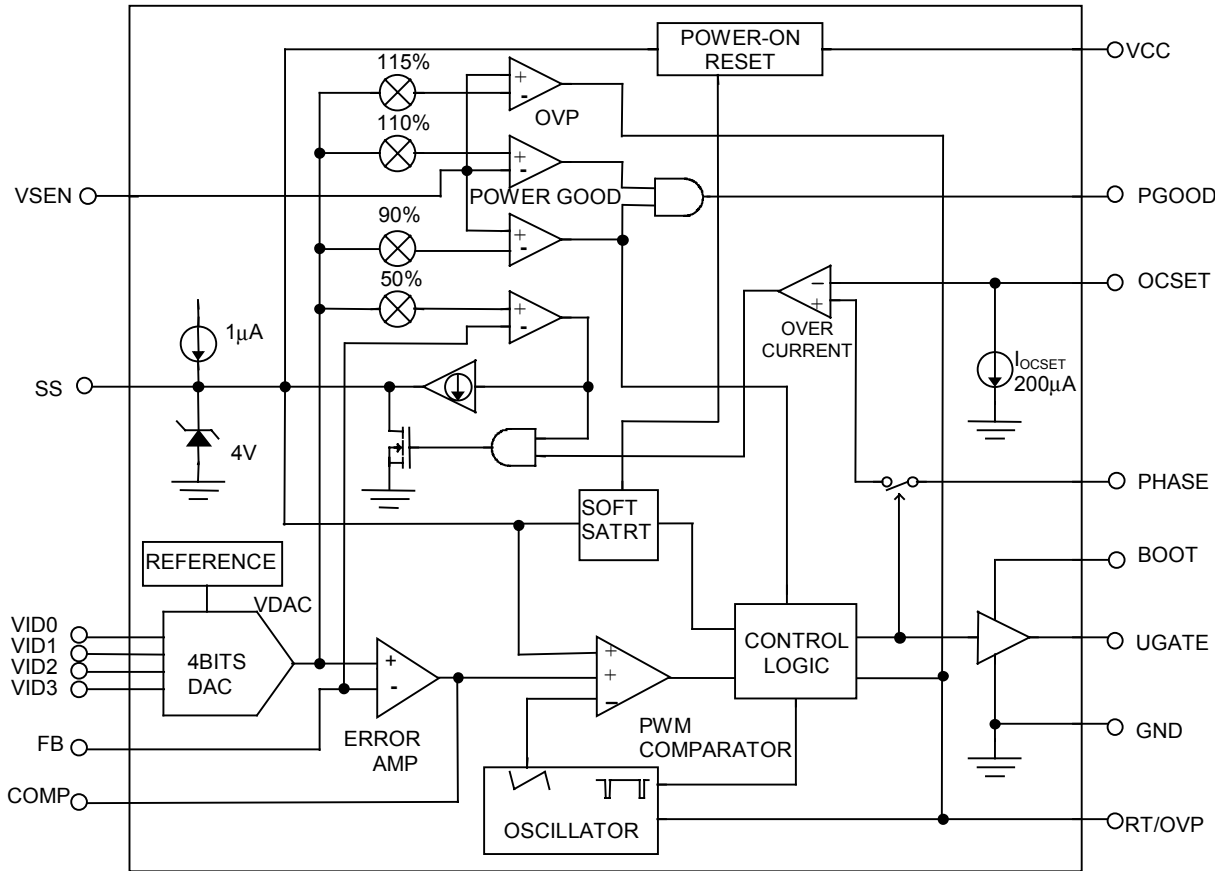 POWER-ON
RESET
VCC
115%
+
-
OVP
110%
+
-
VSEN
POWER GOOD
PGOOD
90%
+
-
50%
+
-
-
+
OCSET
OVER
CURRENT
1μA
IOCSET
200μA
SS
4V
PHASE
SOFT
SATRT
REFERENCE
BOOT
VDAC
VID0
VID1
VID2
VID3
4BITS
DAC
+
-
+
+
-
CONTROL
LOGIC
UGATE
FB
ERROR
AMP
PWM
COMPARATOR
GND
COMP
OSCILLATOR
RT/OVP